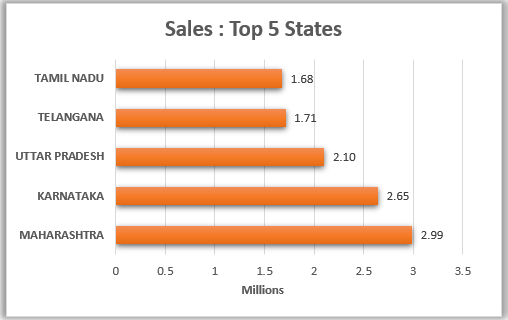 Sales : Top 5 States
TAMIL NADU 1.68
TELANGANA 1.71
UTTAR PRADESH 2.10
KARNATAKA 2.65
MAHARASHTRA 2.99
0 0.5 1 1.5 2 2.5 3 3.5
Millions